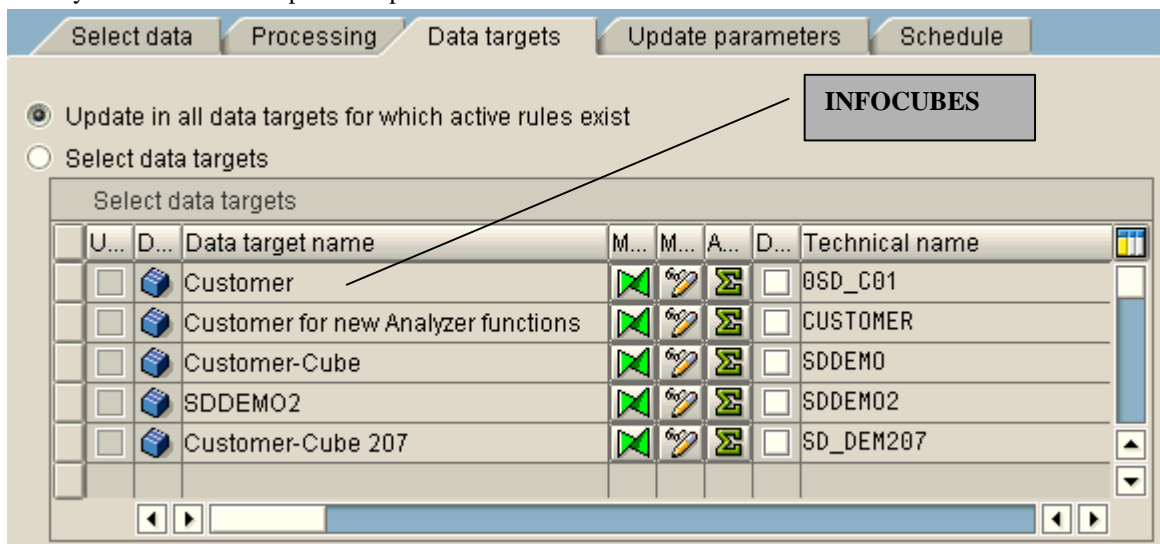 Select data Processing Data targets Update parameters Schedule
INFOCUBES
Update in all data targets for which active rules exist
Select data targets
Select data targets
U... D... Data target name M... M... A... D... Technical name
Customer 0SD_C01
Customer for new Analyzer functions CUSTOMER
Customer-Cube SDDEMO
SDDEMO2 SDDEMO2
Customer-Cube 207 SD_DEM207